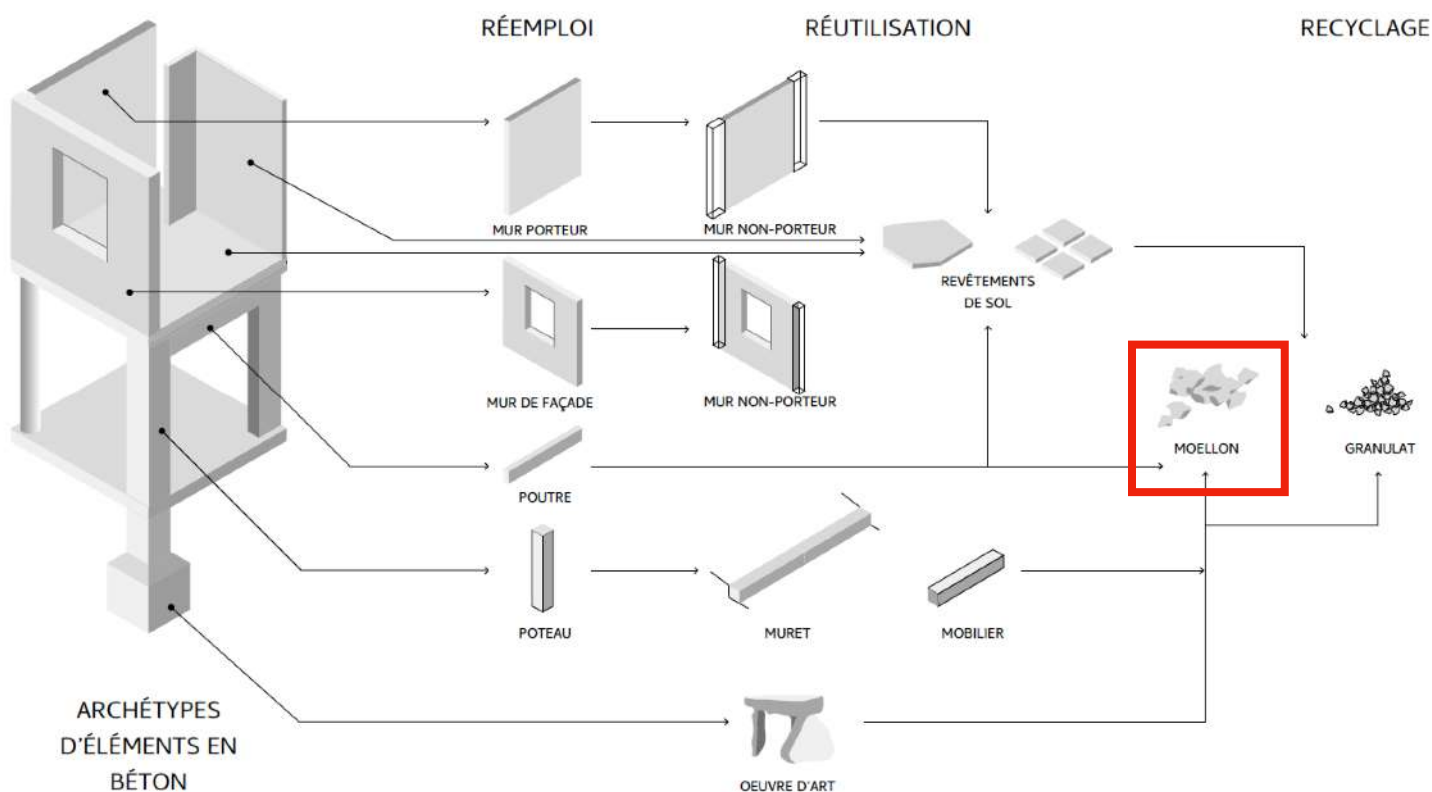 RÉEMPLOI
RÉUTILISATION
RECYCLAGE
MUR PORTEUR
MUR NON-PORTEUR
REVÊTEMENTS
DE SOL
MUR DE FAÇADE
MUR NON-PORTEUR
MOELLON
GRANULAT
POUTRE
POTEAU
MURET
MOBILIER
ARCHÉTYPES
D'ÉLÉMENTS EN
BÉTON
OEUVRE D'ART